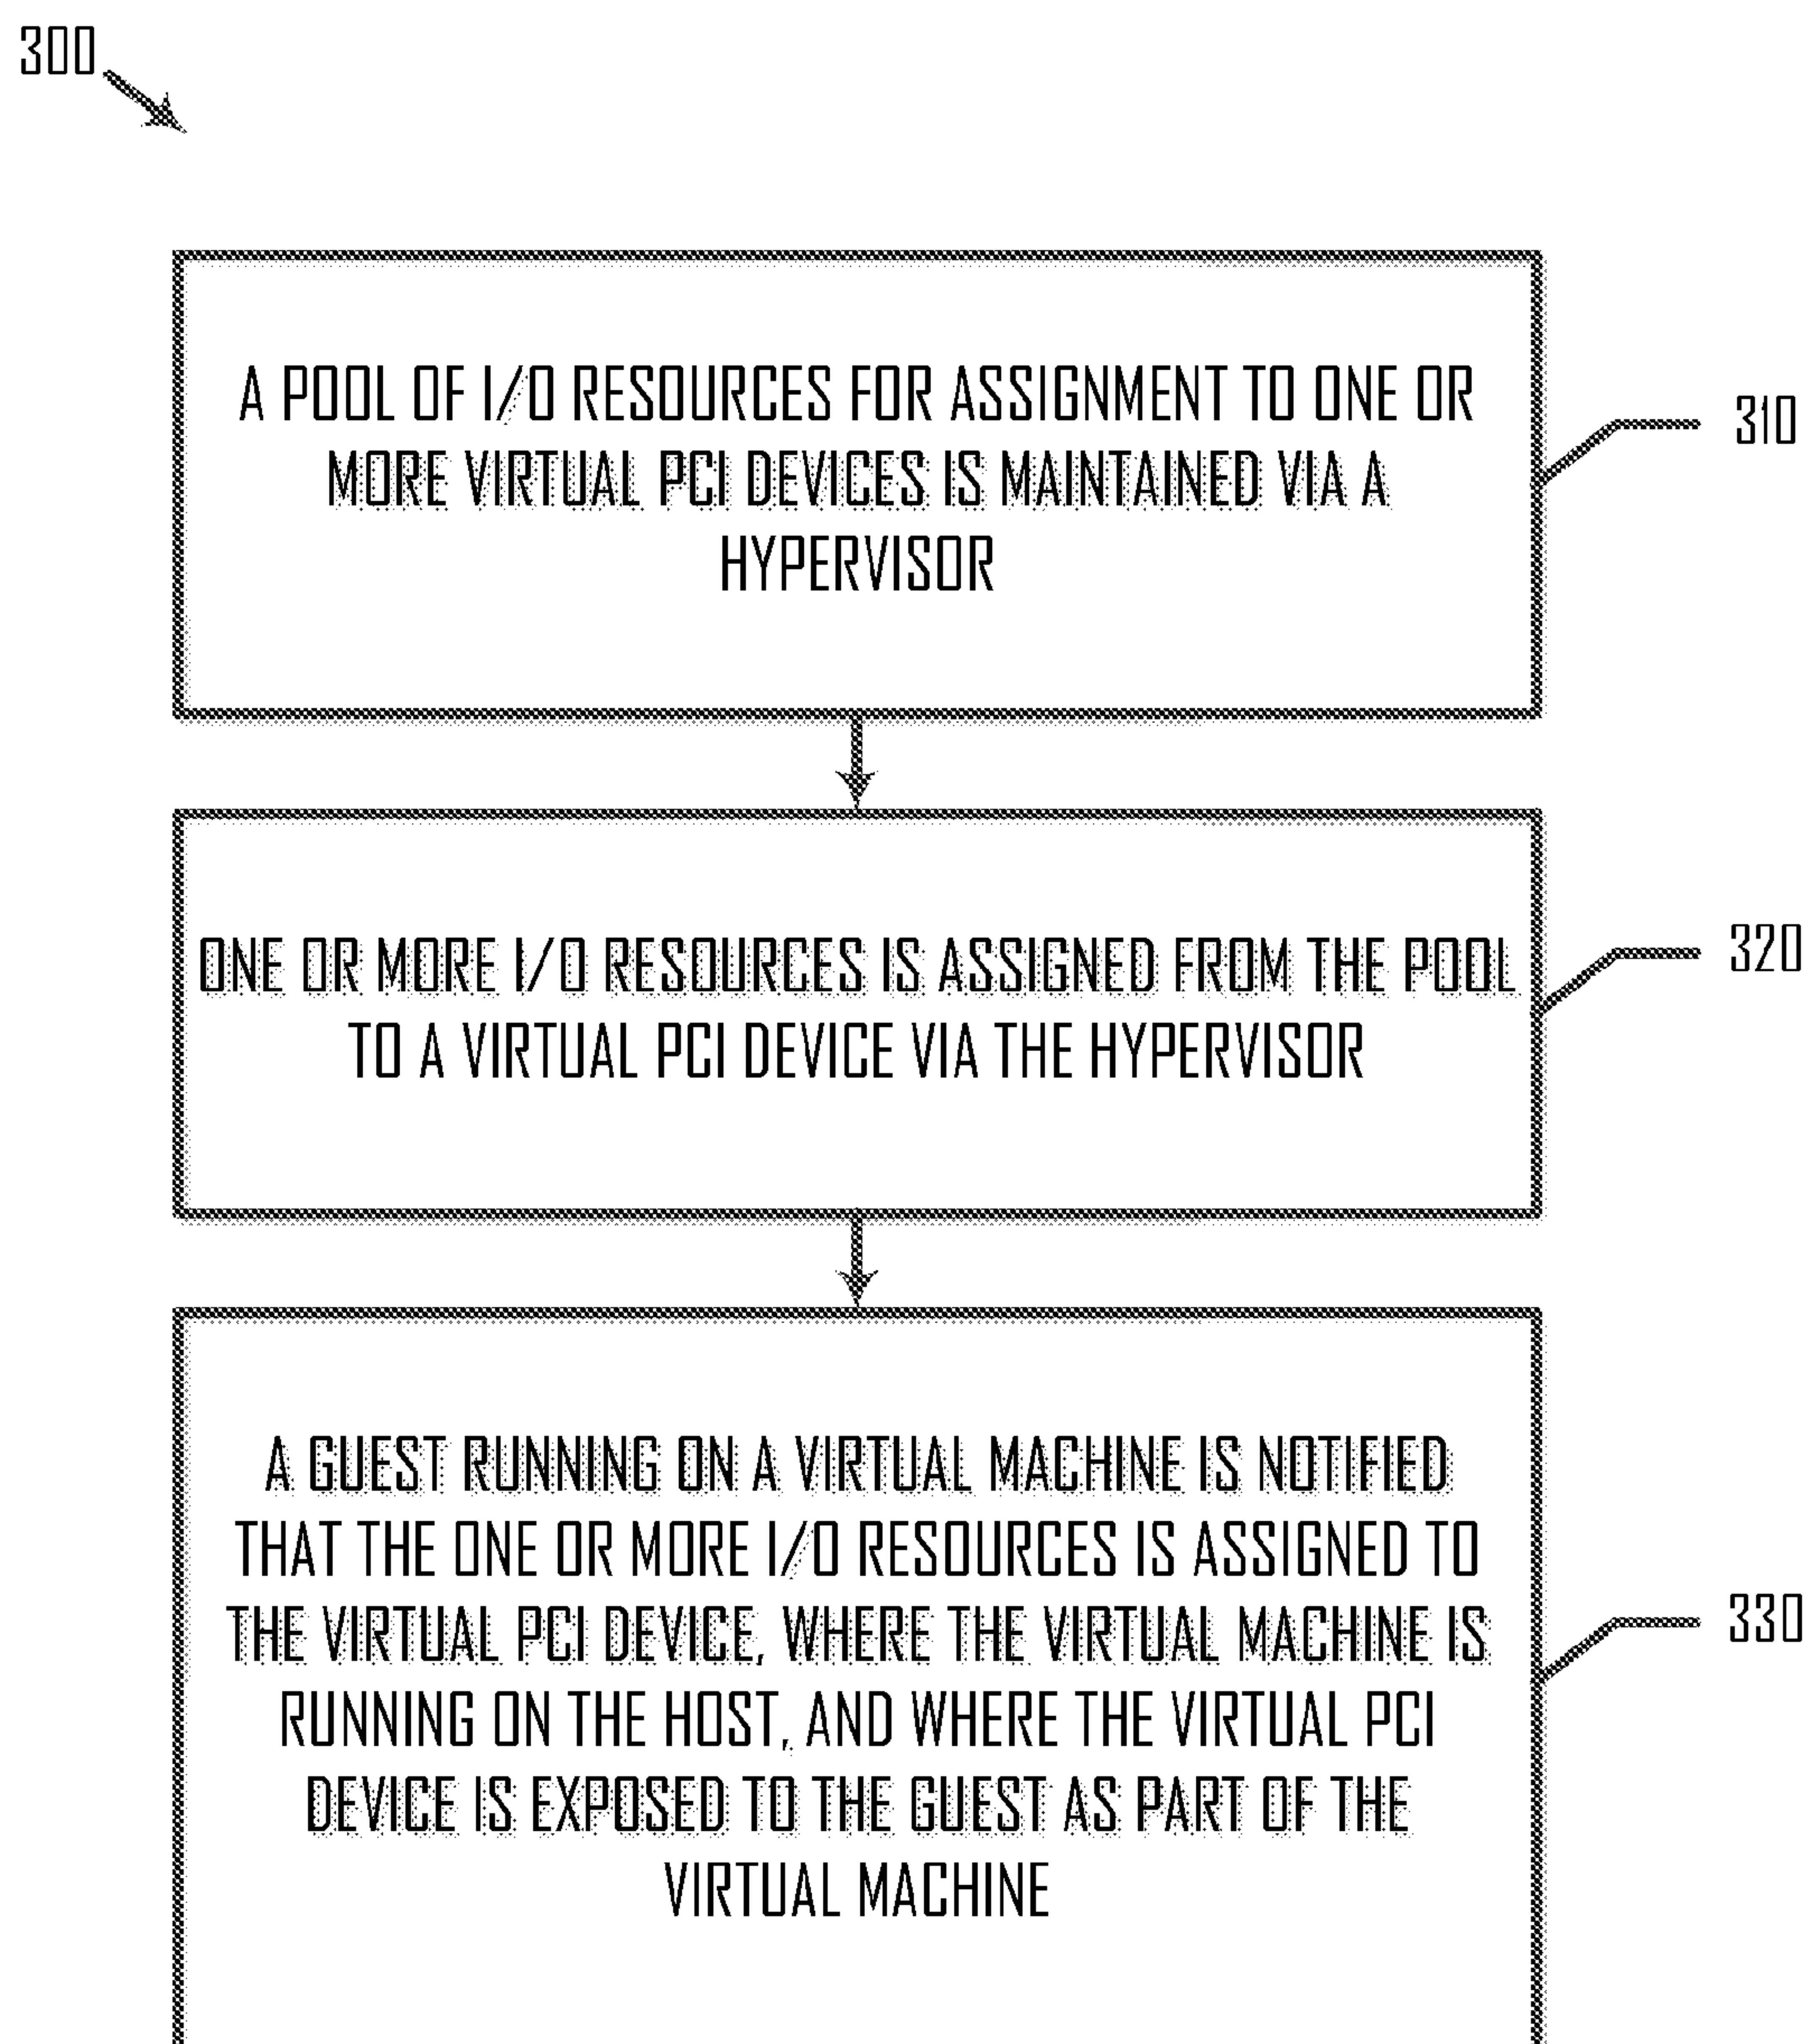 300
A POOL OF I/O RESOURCES FOR ASSIGNMENT TO ONE OR
MORE VIRTUAL PCI DEVICES IS MAINTAINED VIA A
HYPERVISOR
310
ONE OR MORE I/O RESOURCES IS ASSIGNED FROM THE POOL
TO A VIRTUAL PCI DEVICE VIA THE HYPERVISOR
320
A GUEST RUNNING ON A VIRTUAL MACHINE IS NOTIFIED
THAT THE ONE OR MORE I/O RESOURCES IS ASSIGNED TO
THE VIRTUAL PCI DEVICE, WHERE THE VIRTUAL MACHINE IS
RUNNING ON THE HOST, AND WHERE THE VIRTUAL PCI
DEVICE IS EXPOSED TO THE GUEST AS PART OF THE
VIRTUAL MACHINE
330